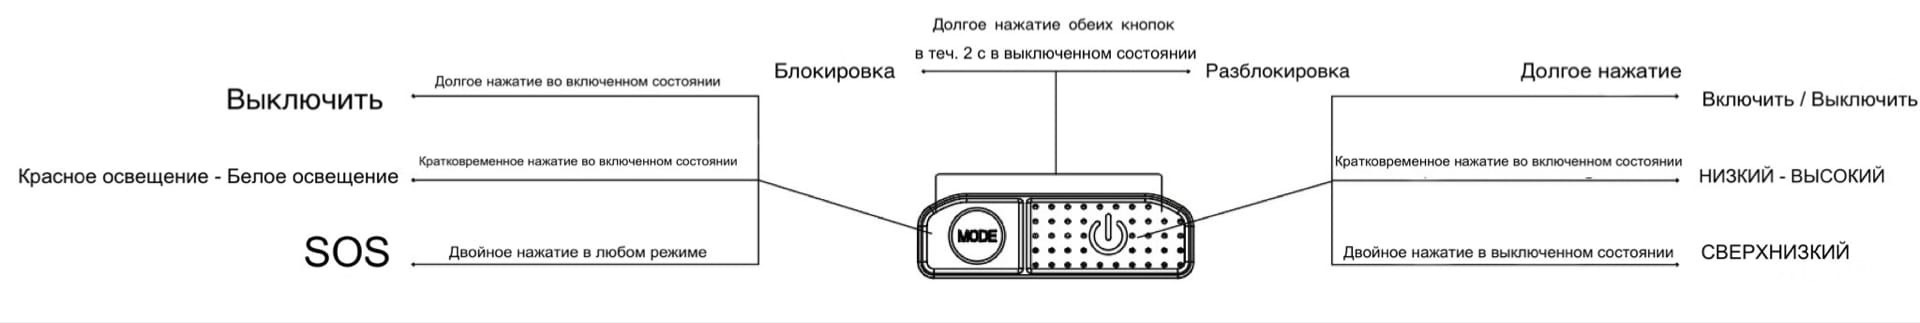 Долгое нажатие обеих кнопок
в теч. 2 с в выключенном состоянии
Блокировка
Разблокировка
Долгое нажатие во включенном состоянии
Выключить
Кратковременное нажатие во включенном состоянии
Красное освещение - Белое освещение
Двойное нажатие в любом режиме
SOS
MODE
Долгое нажатие
Включить / Выключить
Кратковременное нажатие во включенном состоянии
НИЗКИЙ - ВЫСОКИЙ
Двойное нажатие в выключенном состоянии
СВЕРХНИЗКИЙ